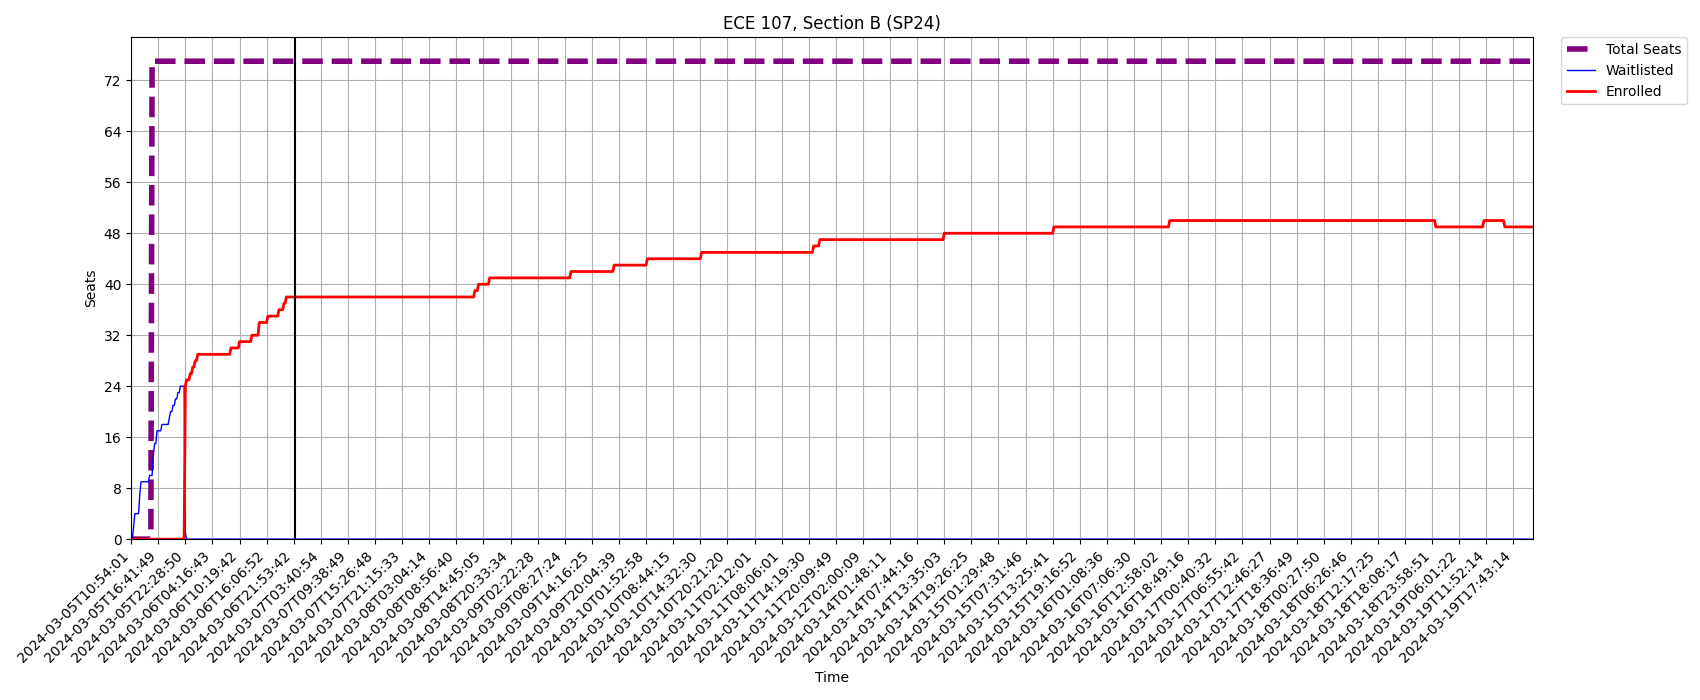 ECE 107, Section B (SP24)
Total Seats
Waitlisted
Enrolled
Seats
72
64
56
48
40
32
24
16
8
0
2024-03-05T10:54:01
2024-03-05T16:41:49
2024-03-05T22:28:50
2024-03-06T04:16:43
2024-03-06T10:19:42
2024-03-06T16:06:52
2024-03-06T21:53:42
2024-03-07T03:40:54
2024-03-07T09:38:49
2024-03-07T15:26:48
2024-03-07T21:15:33
2024-03-08T03:04:14
2024-03-08T08:56:40
2024-03-08T14:45:05
2024-03-08T20:33:34
2024-03-09T02:22:28
2024-03-09T08:27:24
2024-03-09T14:16:25
2024-03-09T20:04:39
2024-03-10T01:52:58
2024-03-10T08:44:15
2024-03-10T14:32:30
2024-03-10T20:21:20
2024-03-11T02:12:01
2024-03-11T08:06:01
2024-03-11T14:19:30
2024-03-11T20:09:49
2024-03-12T02:00:09
2024-03-14T01:48:11
2024-03-14T07:44:16
2024-03-14T13:35:03
2024-03-14T19:26:25
2024-03-15T01:29:48
2024-03-15T07:31:46
2024-03-15T13:25:41
2024-03-15T19:16:52
2024-03-16T01:08:36
2024-03-16T07:06:30
2024-03-16T12:58:02
2024-03-16T18:49:16
2024-03-17T00:40:32
2024-03-17T06:55:42
2024-03-17T12:46:27
2024-03-17T18:36:49
2024-03-18T00:27:50
2024-03-18T06:26:46
2024-03-18T12:17:25
2024-03-18T18:08:17
2024-03-18T23:58:51
2024-03-19T06:01:22
2024-03-19T11:52:14
2024-03-19T17:43:14
Time